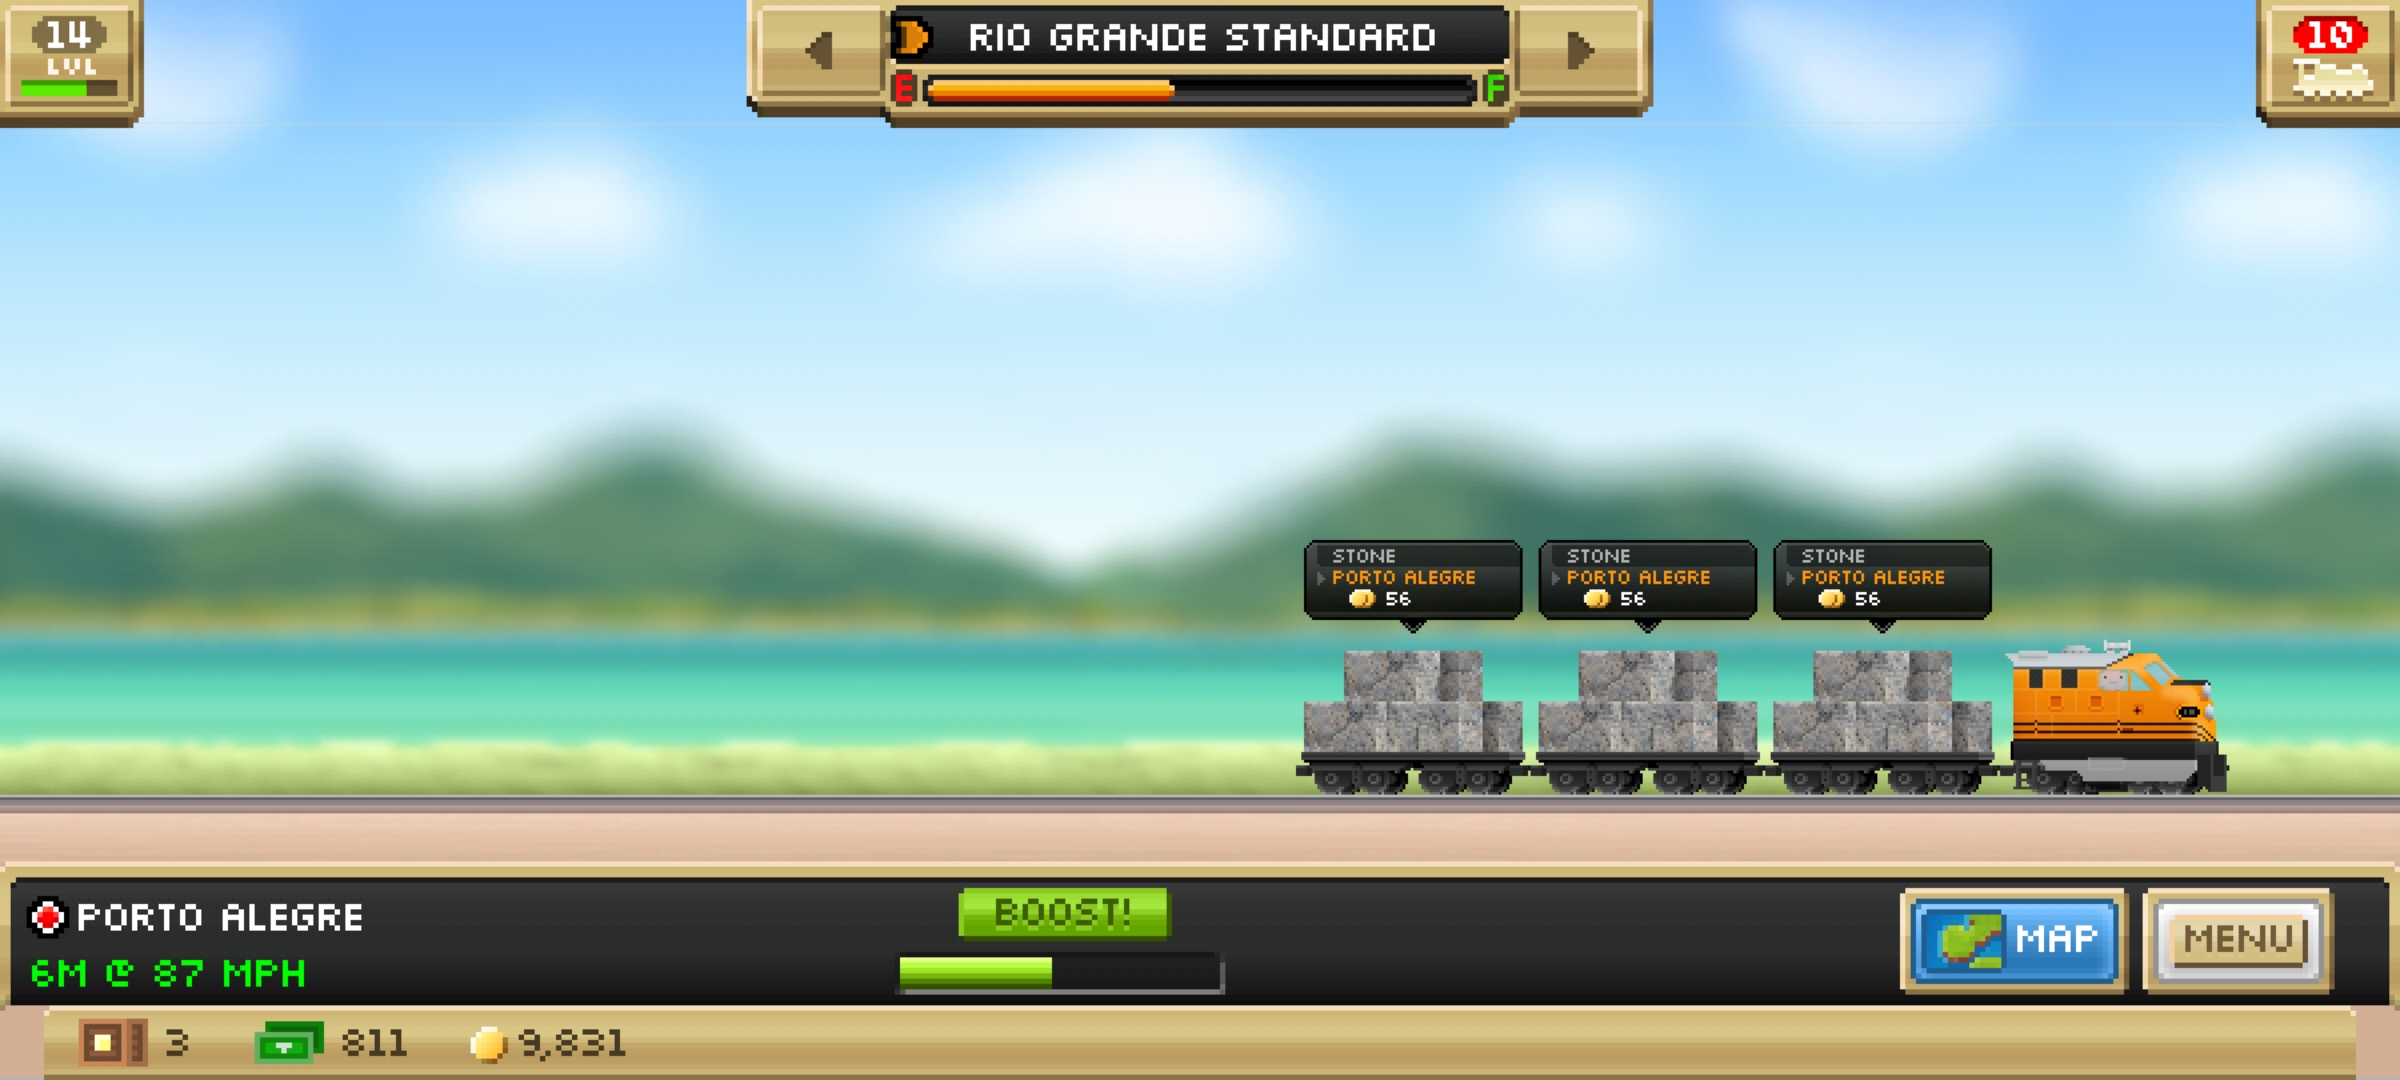 14
LVL
RIO GRANDE STANDARD
E F
10
STONE
PORTO ALEGRE
56
STONE
PORTO ALEGRE
56
STONE
PORTO ALEGRE
56
PORTO ALEGRE
6M @ 87 MPH
BOOST!
MAP
MENU
3
811
9,831